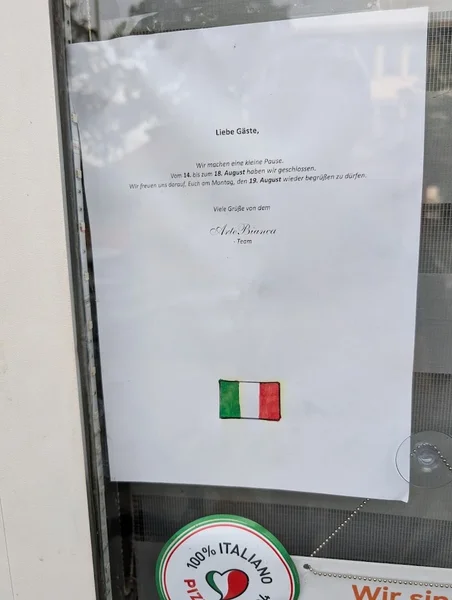 Liebe Gäste,
Wir machen eine kleine Pause.
Vom 14. bis zum 18. August haben wir geschlossen.
Wir freuen uns darauf, Euch am Montag, den 19. August wieder begrüßen zu dürfen.
Viele Grüße von dem
Arte Bianca
- Team
100% ITALIANO
Wir